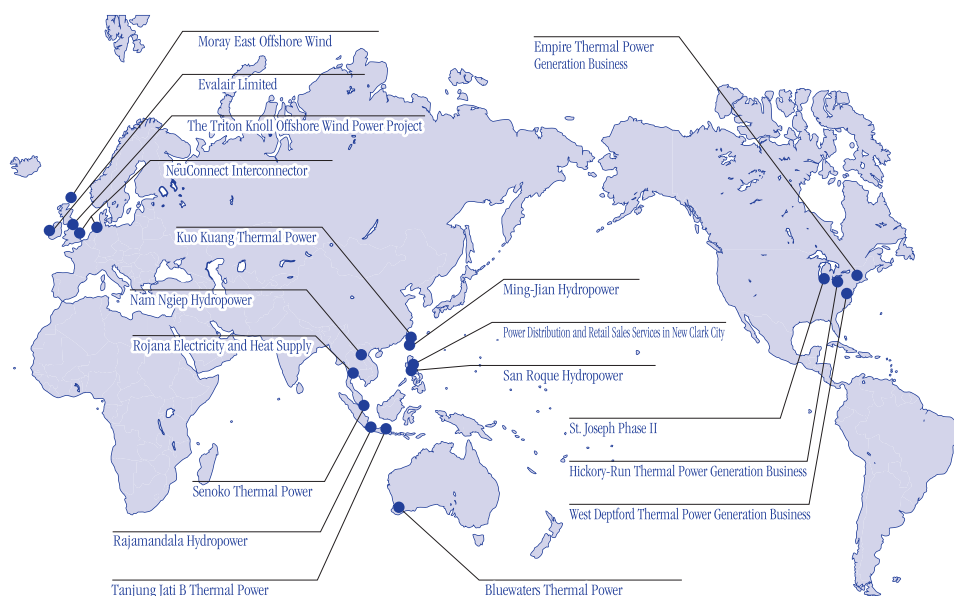 Moray East Offshore Wind
Evalair Limited
The Triton Knoll Offshore Wind Power Project
NeuConnect Interconnector
Kuo Kuang Thermal Power
Nam Ngiep Hydropower
Rojana Electricity and Heat Supply
Senoko Thermal Power
Rajamandala Hydropower
Tanjung Jati B Thermal Power
Empire Thermal Power
Generation Business
Ming-Jian Hydropower
Power Distribution and Retail Sales Services in New Clark City
San Roque Hydropower
St. Joseph Phase II
Hickory-Run Thermal Power Generation Business
West Deptford Thermal Power Generation Business
Bluewaters Thermal Power